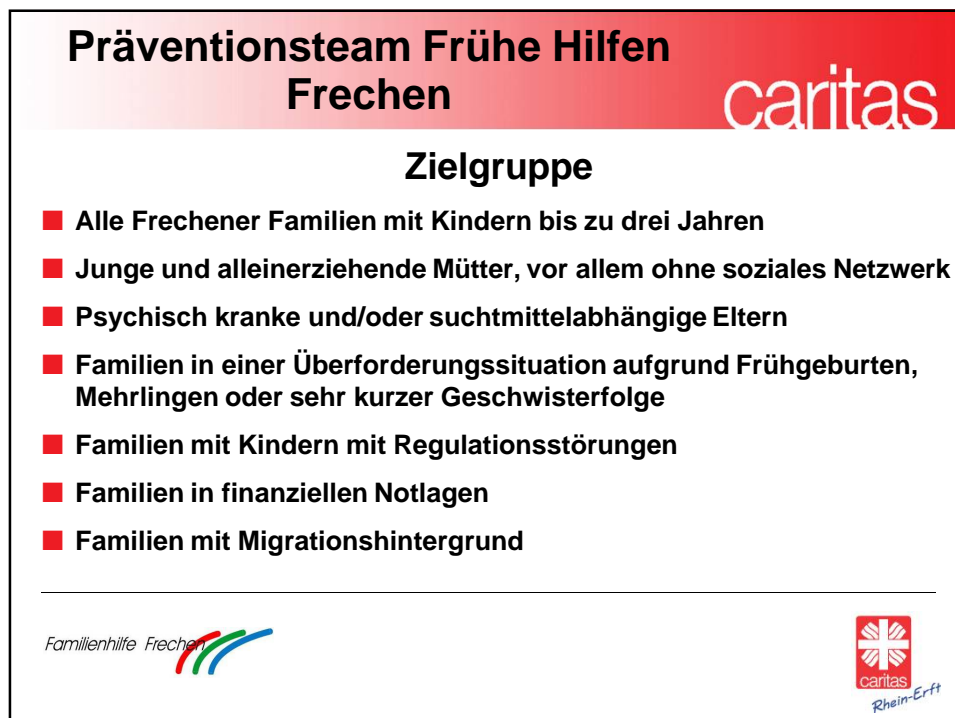 Präventionsteam Frühe Hilfen
Frechen
caritas
Zielgruppe
Alle Frechener Familien mit Kindern bis zu drei Jahren
Junge und alleinerziehende Mütter, vor allem ohne soziales Netzwerk
Psychisch kranke und/oder suchtmittelabhängige Eltern
Familien in einer Überforderungssituation aufgrund Frühgeburten,
Mehrlingen oder sehr kurzer Geschwisterfolge
Familien mit Kindern mit Regulationsstörungen
Familien in finanziellen Notlagen
Familien mit Migrationshintergrund
Familienhilfe Frechen
caritas
Rhein-Erft